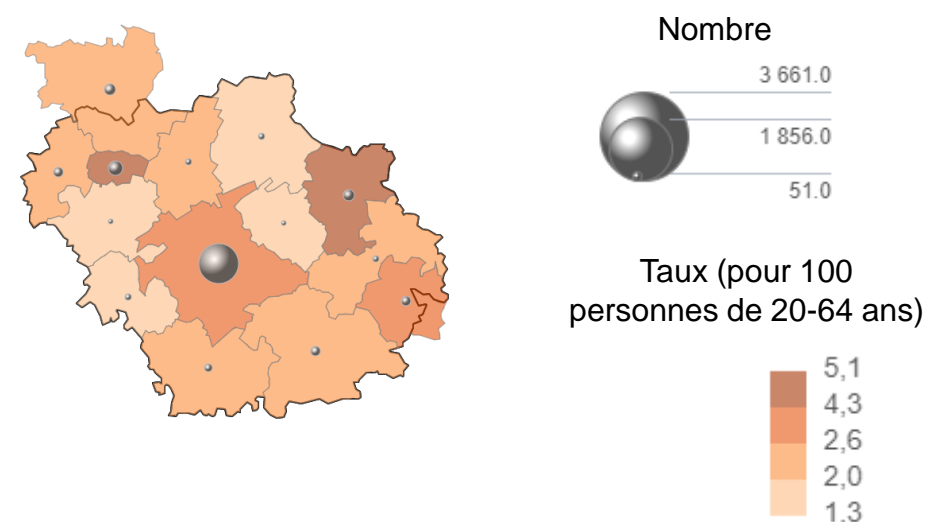 Nombre
3 661.0
1 856.0
51.0
Taux (pour 100
personnes de 20-64 ans)
5,1
4,3
2,6
2,0
1,3